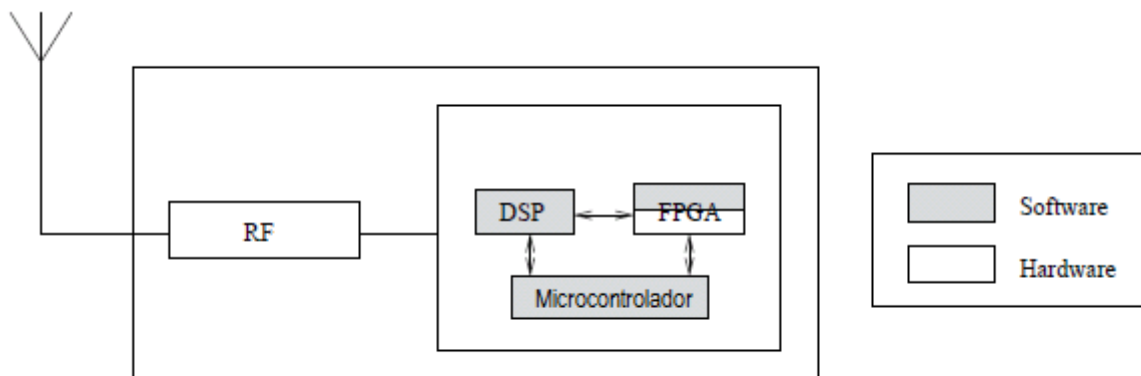 RF
DSP
FPGA
Microcontrolador
Software
Hardware